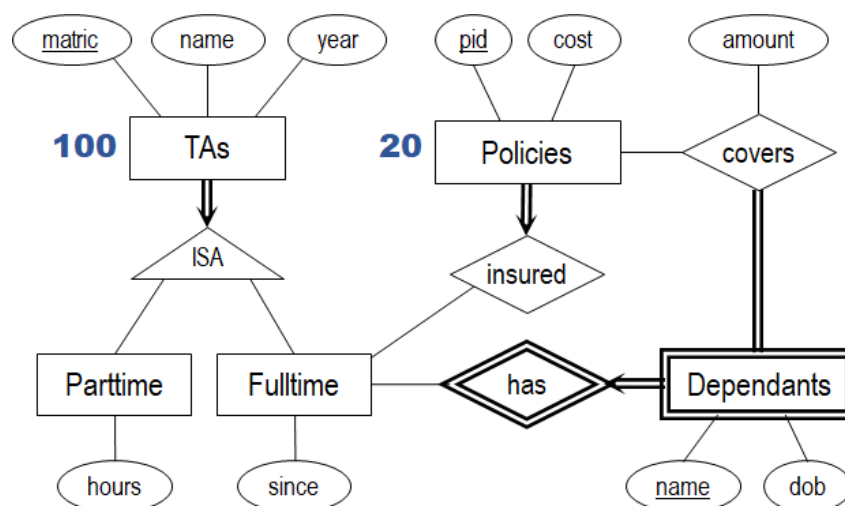 matric
name
year
pid
cost
amount
100
TAs
20
Policies
covers
ISA
insured
Parttime
Fulltime
has
Dependants
hours
since
name
dob